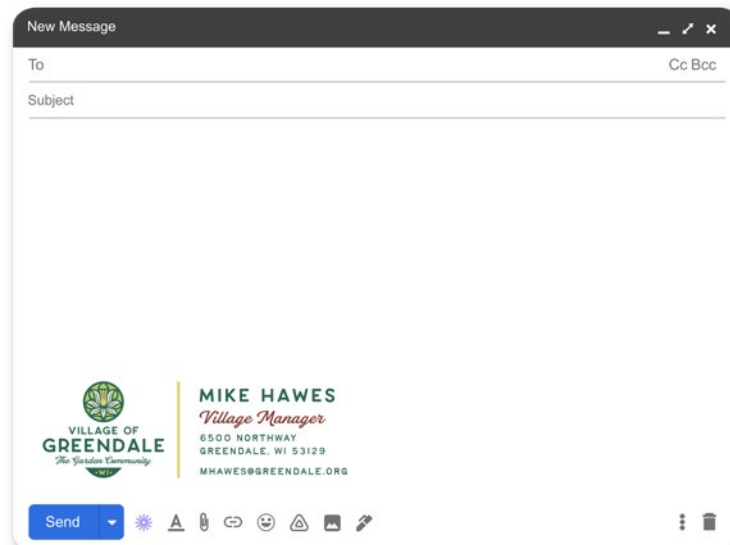 New Message
To
Cc Bcc
Subject
VILLAGE OF
GREENDALE
The Garden Community
WI
MIKE HAWES
Village Manager
6500 NORTHWAY
GREENDALE, WI 53129
MHAWES@GREENDALE.ORG
Send